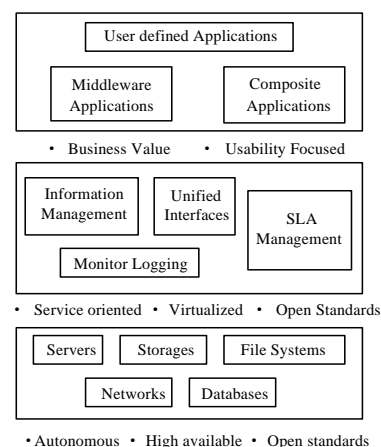 User defined Applications
Middleware
Applications
Composite
Applications
• Business Value • Usability Focused
Information
Management
Unified
Interfaces
SLA
Management
Monitor Logging
• Service oriented • Virtualized • Open Standards
Servers
Storages
File Systems
Networks
Databases
• Autonomous • High available • Open standards